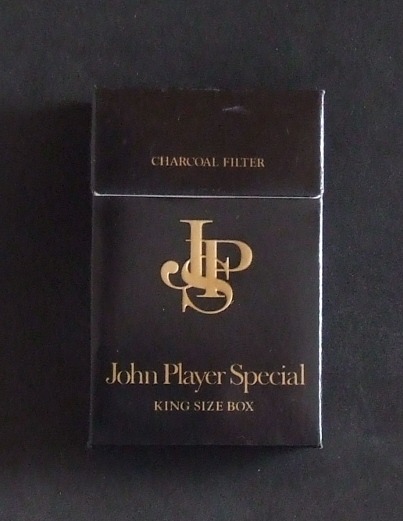 CHARCOAL FILTER
JPS
John Player Special
KING SIZE BOX